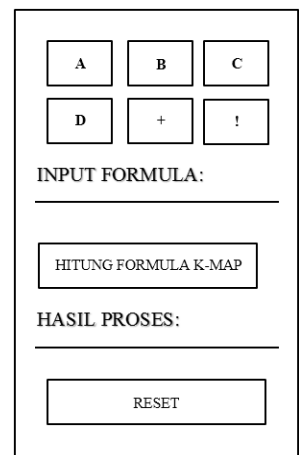 A B C
D + !
INPUT FORMULA:
HITUNG FORMULA K-MAP
HASIL PROSES:
RESET